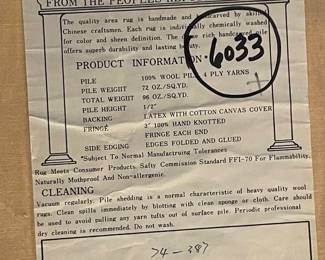 FROM THE PEOPLES
The quality area rug is handmade and carved by
Chinese craftsmen. Each rug is individually chemically washed
for color and sheen definition. The rich handcarved pile
offers superb durability and lasting beauty.
6033
PRODUCT INFORMATION*
PILE 100% WOOL PILE 4 PLY YARNS
PILE WEIGHT 72 OZ/SQ.YD.
TOTAL WEIGHT 96 OZ/SQ.YD.
PILE HEIGHT 1/2"
BACKING LATEX WITH COTTON CANVAS COVER
FRINGE 3" 100% HAND KNOTTED
FRINGE EACH END
SIDE EDGING EDGES FOLDED AND GLUED
*Subject To Normal Manufactruing Tolerances
Rug Meets Consumer Products Safty Commission Standard FFI-70 For Flammability.
Naturally Mothproof And Non-allergenic.
CLEANING
Vacuum regularly. Pile shedding is a normal characteristic of heavy quality wool
rugs. Clean spills immediately by blotting with clean sponge or cloth. Care should
be used to avoid pulling any yarn tufts out of surface pile. Periodic professional
dry cleaning is recommended. Do not wash.
74-387